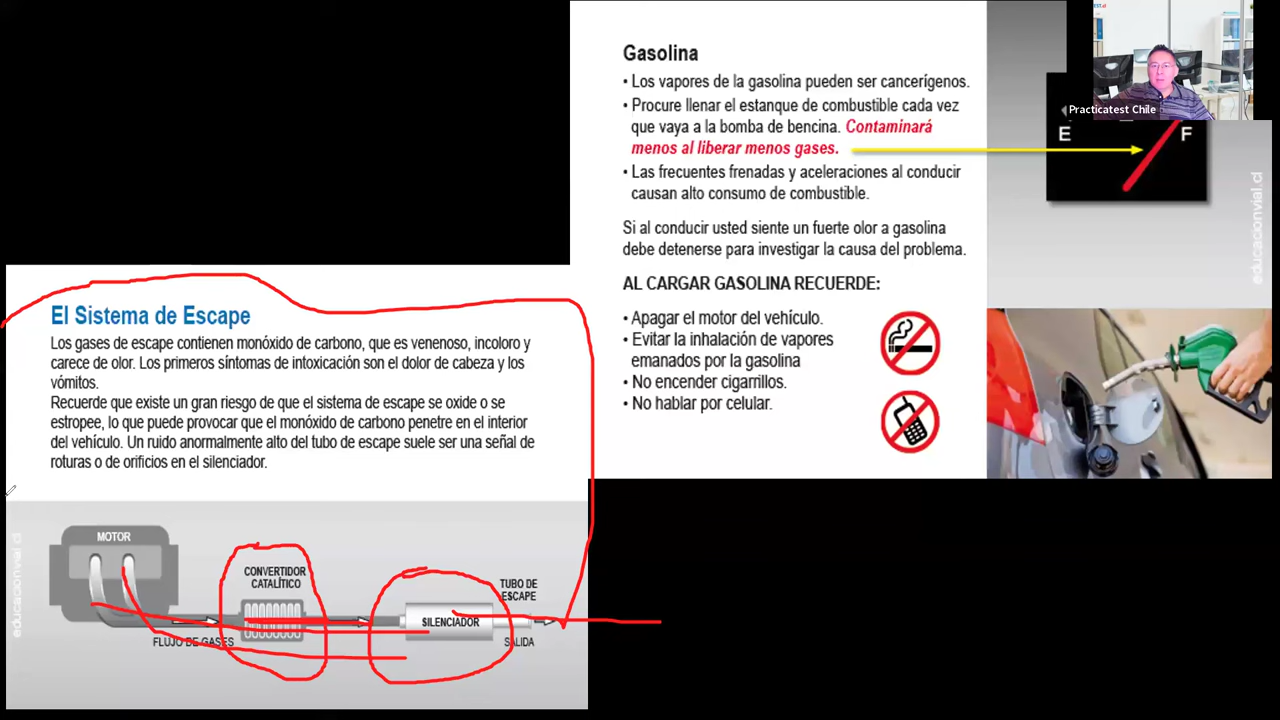 Gasolina
• Los vapores de la gasolina pueden ser cancerígenos.
• Procure llenar el estanque de combustible cada vez
que vaya a la bomba de bencina. Contaminará
menos al liberar menos gases.
• Las frecuentes frenadas y aceleraciones al conducir
causan alto consumo de combustible.
Si al conducir usted siente un fuerte olor a gasolina
debe detenerse para investigar la causa del problema.
AL CARGAR GASOLINA RECUERDE:
• Apagar el motor del vehículo.
• Evitar la inhalación de vapores
emanados por la gasolina
• No encender cigarrillos.
• No hablar por celular.
Practicatest Chile
E F
educacionvial.cl
El Sistema de Escape
Los gases de escape contienen monóxido de carbono, que es venenoso, incoloro y
carece de olor. Los primeros síntomas de intoxicación son el dolor de cabeza y los
vómitos.
Recuerde que existe un gran riesgo de que el sistema de escape se oxide o se
estropee, lo que puede provocar que el monóxido de carbono penetre en el interior
del vehículo. Un ruido anormalmente alto del tubo de escape suele ser una señal de
roturas o de orificios en el silenciador.
MOTOR
CONVERTIDOR
CATALÍTICO
TUBO DE
ESCAPE
SILENCIADOR
FLUJO DE GASES
SALIDA
educacionvial.cl